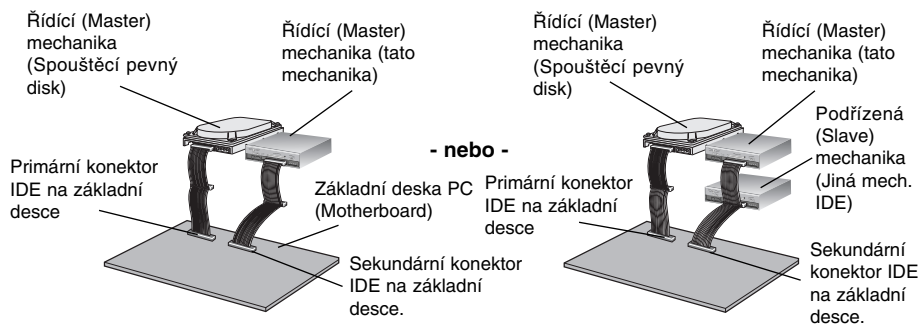 Řídící (Master)
mechanika
(Spouštěcí pevný
disk)
Řídící (Master)
mechanika (tato
mechanika)
Primární konektor
IDE na základní
desce
Základní deska PC
(Motherboard)
Sekundární konektor
IDE na základní
desce.
- nebo -
Řídící (Master)
mechanika
(Spouštěcí pevný
disk)
Řídící (Master)
mechanika (tato
mechanika)
Podřízená
(Slave)
mechanika
(Jiná mech.
IDE)
Primární konektor
IDE na základní
desce
Sekundární
konektor IDE
na základní
desce.